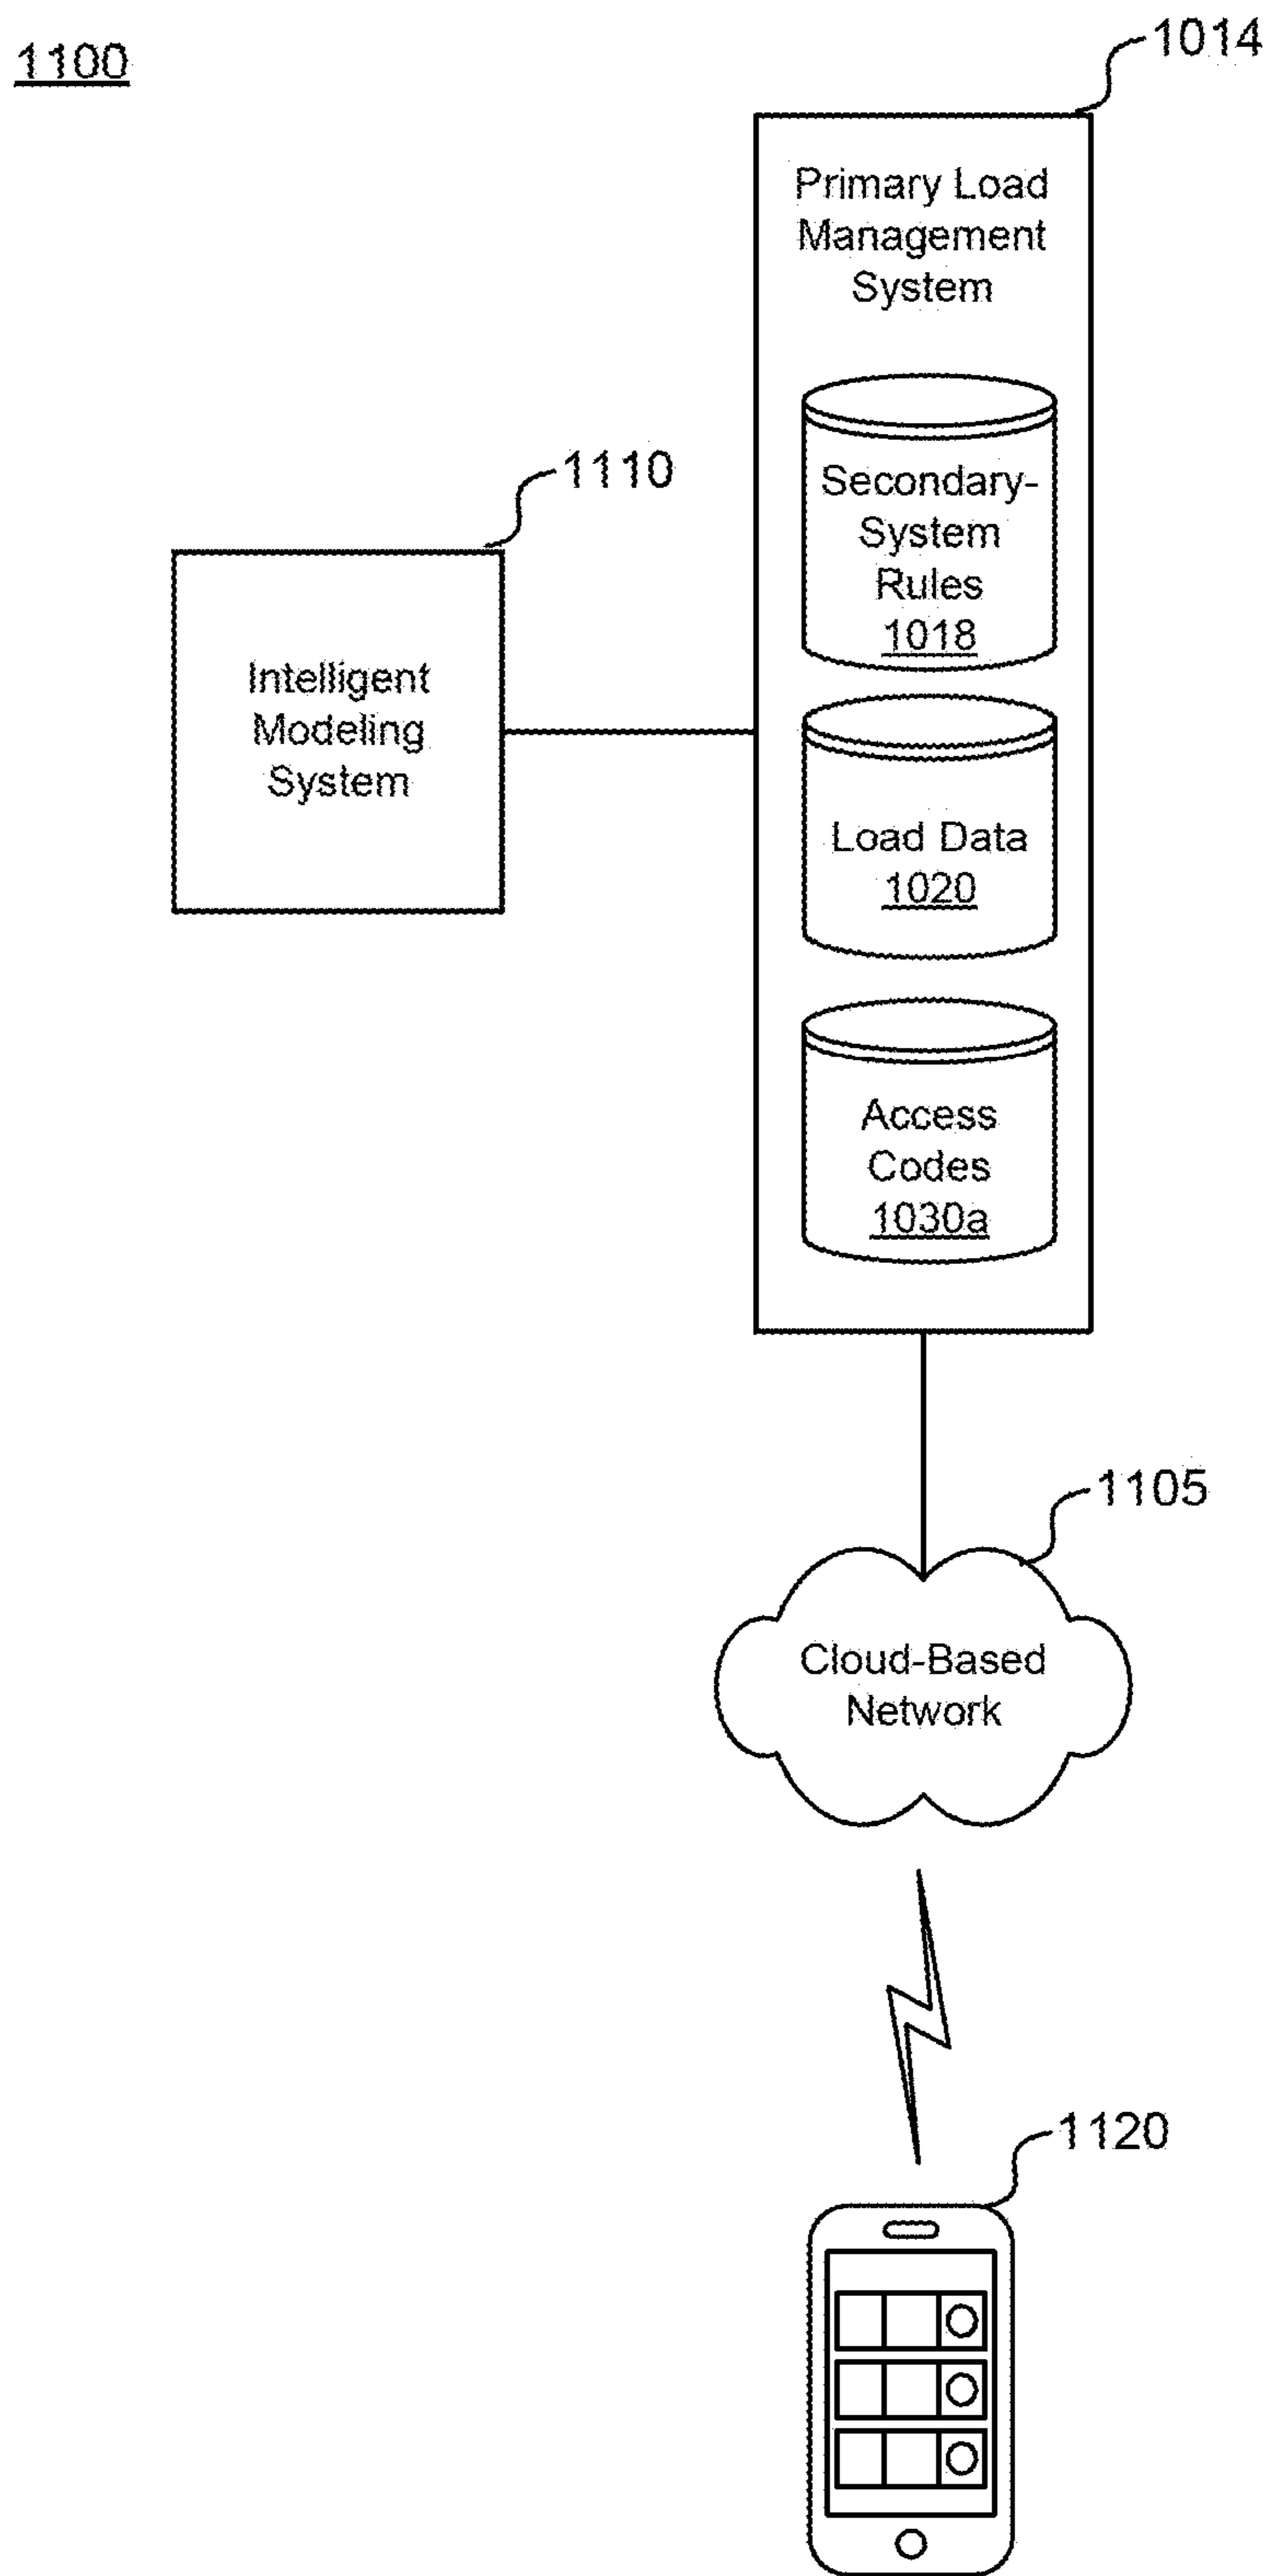 1100
1014
Primary Load
Management
System
Secondary-
System
Rules
1018
1110
Intelligent
Modeling
System
Load Data
1020
Access
Codes
1030a
1105
Cloud-Based
Network
1120